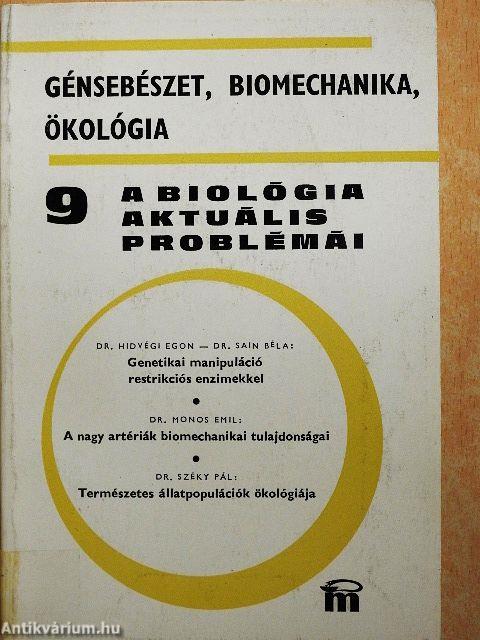 GÉNSEBÉSZET, BIOMECHANIKA,
ÖKOLÓGIA
9 A BIOLÓGIA
AKTUÁLIS
PROBLÉMÁI
DR. HIDVÉGI EGON — DR. SAIN BÉLA:
Genetikai manipuláció
restrikciós enzimekkel
•
DR. MONOS EMIL:
A nagy artériák biomechanikai tulajdonságai
•
DR. SZÉKY PÁL:
Természetes állatpopulációk ökológiája
m
Antikvárium.hu